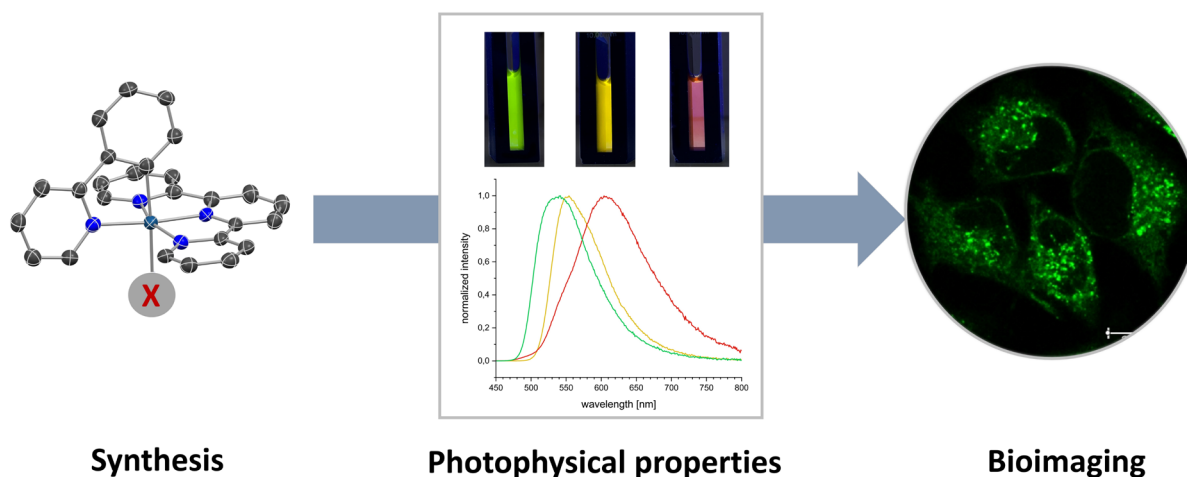 X
normalized intensity
1,0
0,8
0,6
0,4
0,2
0,0
450 500 550 600 650 700 750 800
wavelength [nm]
Synthesis
Photophysical properties
Bioimaging